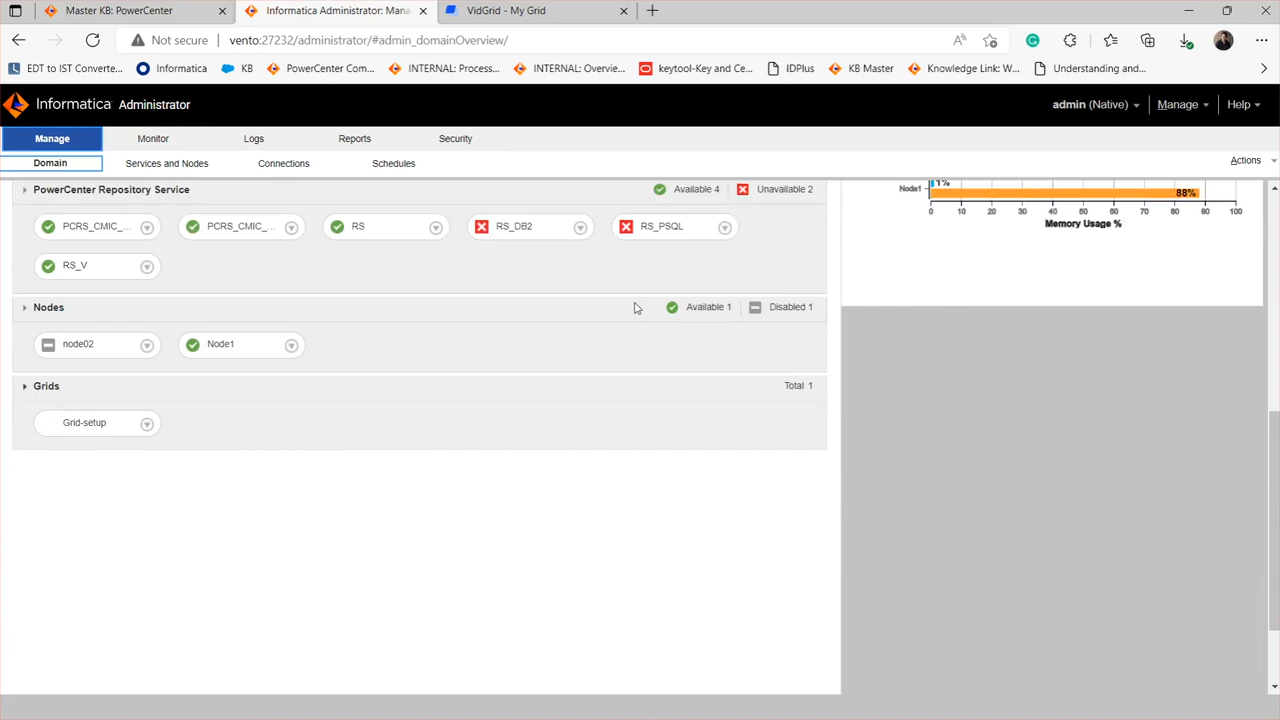 Master KB: PowerCenter
Informatica Administrator: Mana
VidGrid - My Grid
Not secure
vento:27232/administrator/#admin_domainOverview/
EDT to IST Converte...
Informatica
KB
PowerCenter Com...
INTERNAL: Process...
INTERNAL: Overvie...
keytool-Key and Ce...
IDPlus
KB Master
Knowledge Link: W...
Understanding and...
Informatica Administrator
admin (Native)
Manage
Help
Manage
Monitor
Logs
Reports
Security
Domain
Services and Nodes
Connections
Schedules
Actions
PowerCenter Repository Service
Available 4
Unavailable 2
PCRS_CMIC_...
PCRS_CMIC_...
RS
RS_DB2
RS_PSQL
RS_V
Nodes
Available 1
Disabled 1
node02
Node1
Grids
Total 1
Grid-setup
1%
Node1
88%
0 10 20 30 40 50 60 70 80 90 100
Memory Usage %